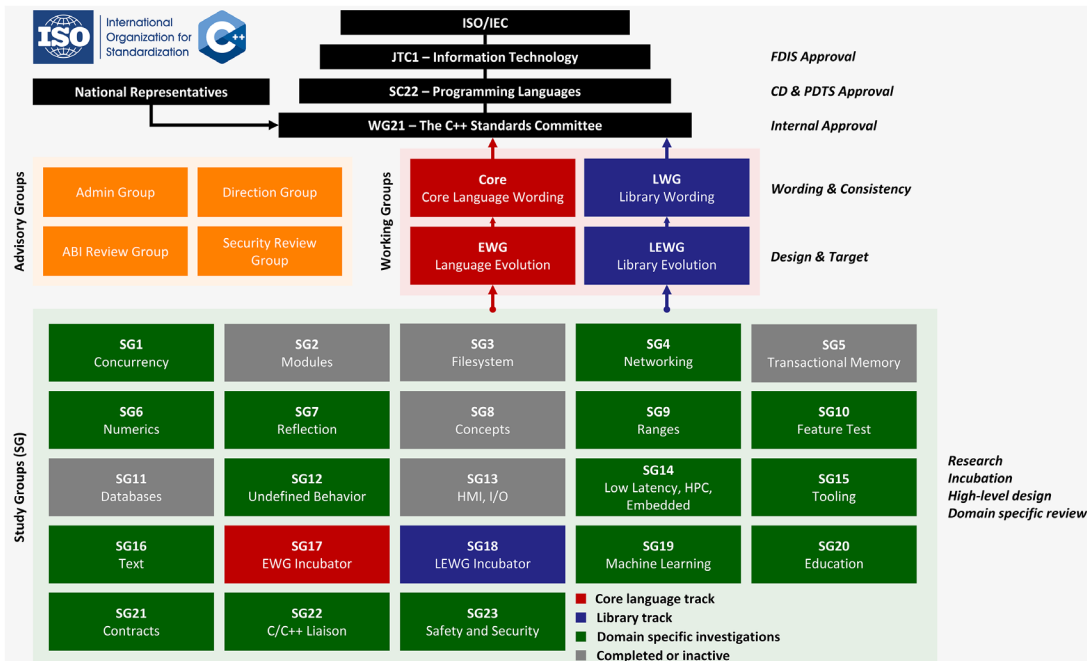 ISO
International
Organization for
Standardization
C++
ISO/IEC
JTC1 – Information Technology
FDIS Approval
National Representatives
SC22 – Programming Languages
CD & PDTS Approval
WG21 – The C++ Standards Committee
Internal Approval
Advisory Groups
Admin Group
Direction Group
ABI Review Group
Security Review
Group
Working Groups
Core
Core Language Wording
LWG
Library Wording
Wording & Consistency
EWG
Language Evolution
LEWG
Library Evolution
Design & Target
Study Groups (SG)
SG1
Concurrency
SG2
Modules
SG3
Filesystem
SG4
Networking
SG5
Transactional Memory
SG6
Numerics
SG7
Reflection
SG8
Concepts
SG9
Ranges
SG10
Feature Test
SG11
Databases
SG12
Undefined Behavior
SG13
HMI, I/O
SG14
Low Latency, HPC,
Embedded
SG15
Tooling
SG16
Text
SG17
EWG Incubator
SG18
LEWG Incubator
SG19
Machine Learning
SG20
Education
SG21
Contracts
SG22
C/C++ Liaison
SG23
Safety and Security
Core language track
Library track
Domain specific investigations
Completed or inactive
Research
Incubation
High-level design
Domain specific review